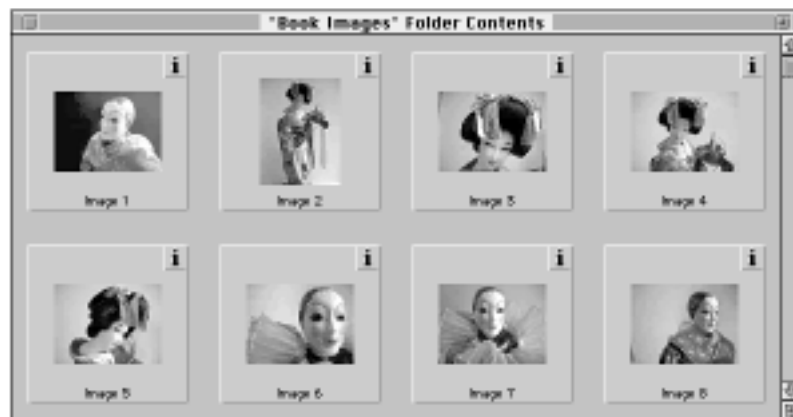 "Book Images" Folder Contents
i i i i
Image 1 Image 2 Image 3 Image 4
i i i i
Image 5 Image 6 Image 7 Image 8